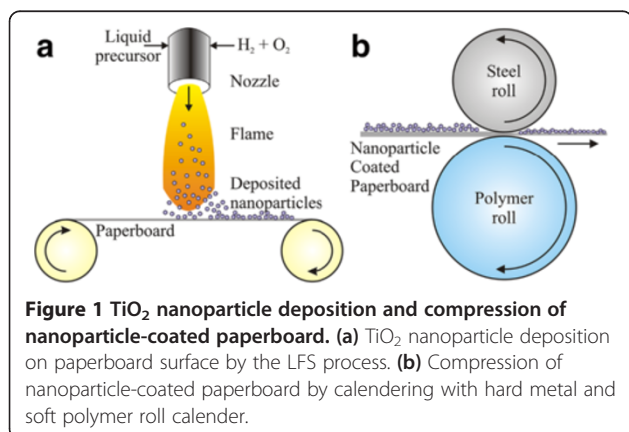 a
Liquid
precursor
H₂ + O₂
Nozzle
Flame
Deposited
nanoparticles
Paperboard
b
Steel
roll
Nanoparticle
Coated
Paperboard
Polymer
roll
Figure 1 TiO₂ nanoparticle deposition and compression of
nanoparticle-coated paperboard. (a) TiO₂ nanoparticle deposition
on paperboard surface by the LFS process. (b) Compression of
nanoparticle-coated paperboard by calendering with hard metal and
soft polymer roll calender.